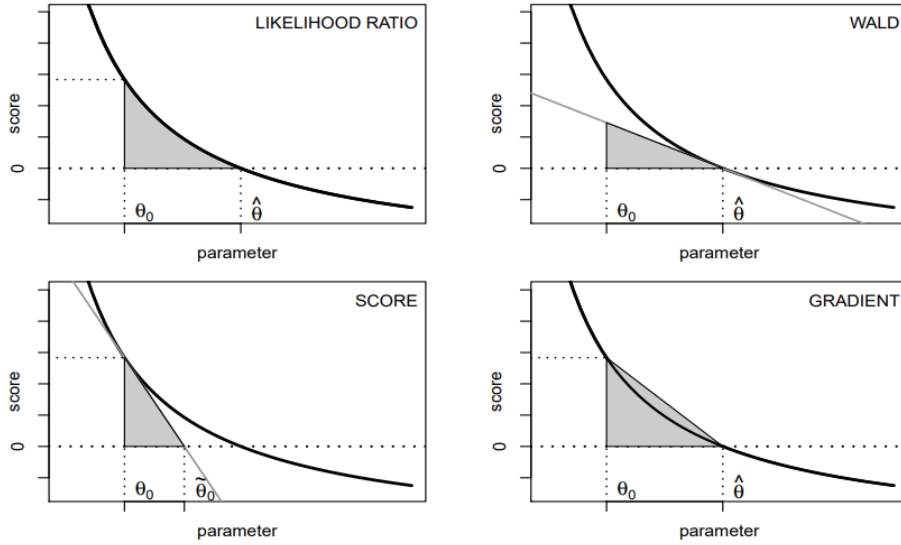 LIKELIHOOD RATIO
score
0
θ₀ θ̂
parameter
WALD
score
0
θ₀ θ̂
parameter
SCORE
score
0
θ₀ θ̃₀
parameter
GRADIENT
score
0
θ₀ θ̂
parameter